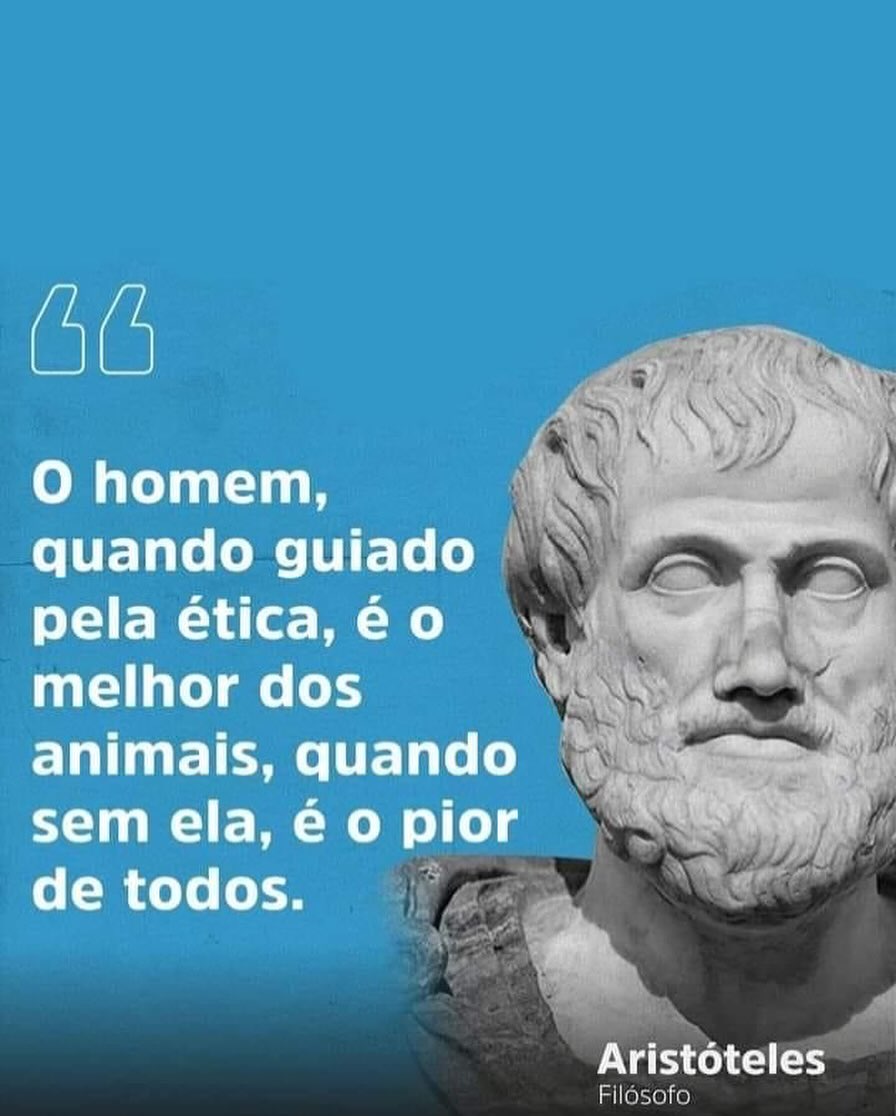 O homem,
quando guiado
pela ética, é o
melhor dos
animais, quando
sem ela, é o pior
de todos.
Aristóteles
Filósofo